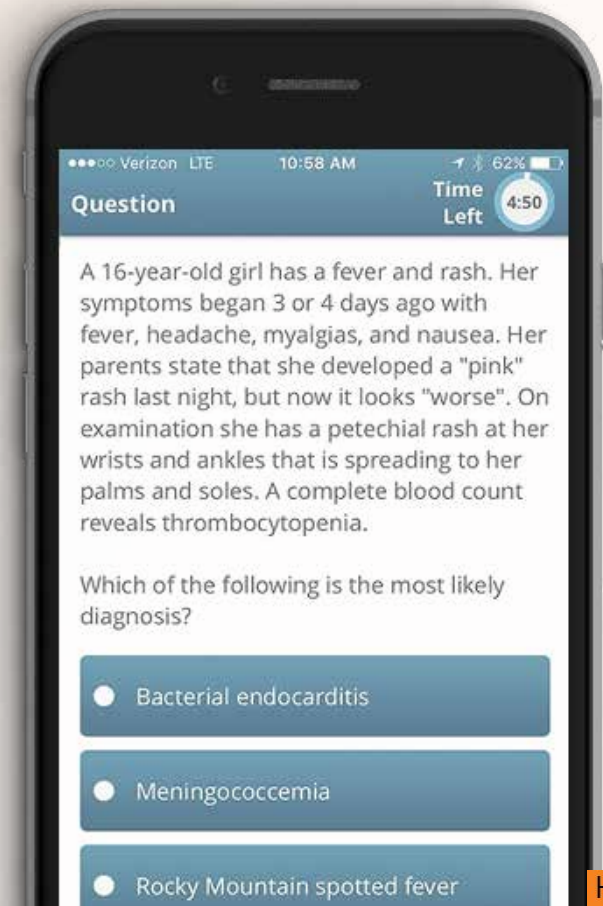 Verizon LTE 10:58 AM 62%
Question
Time
Left
4:50
A 16-year-old girl has a fever and rash. Her
symptoms began 3 or 4 days ago with
fever, headache, myalgias, and nausea. Her
parents state that she developed a "pink"
rash last night, but now it looks "worse". On
examination she has a petechial rash at her
wrists and ankles that is spreading to her
palms and soles. A complete blood count
reveals thrombocytopenia.
Which of the following is the most likely
diagnosis?
Bacterial endocarditis
Meningococcemia
Rocky Mountain spotted fever